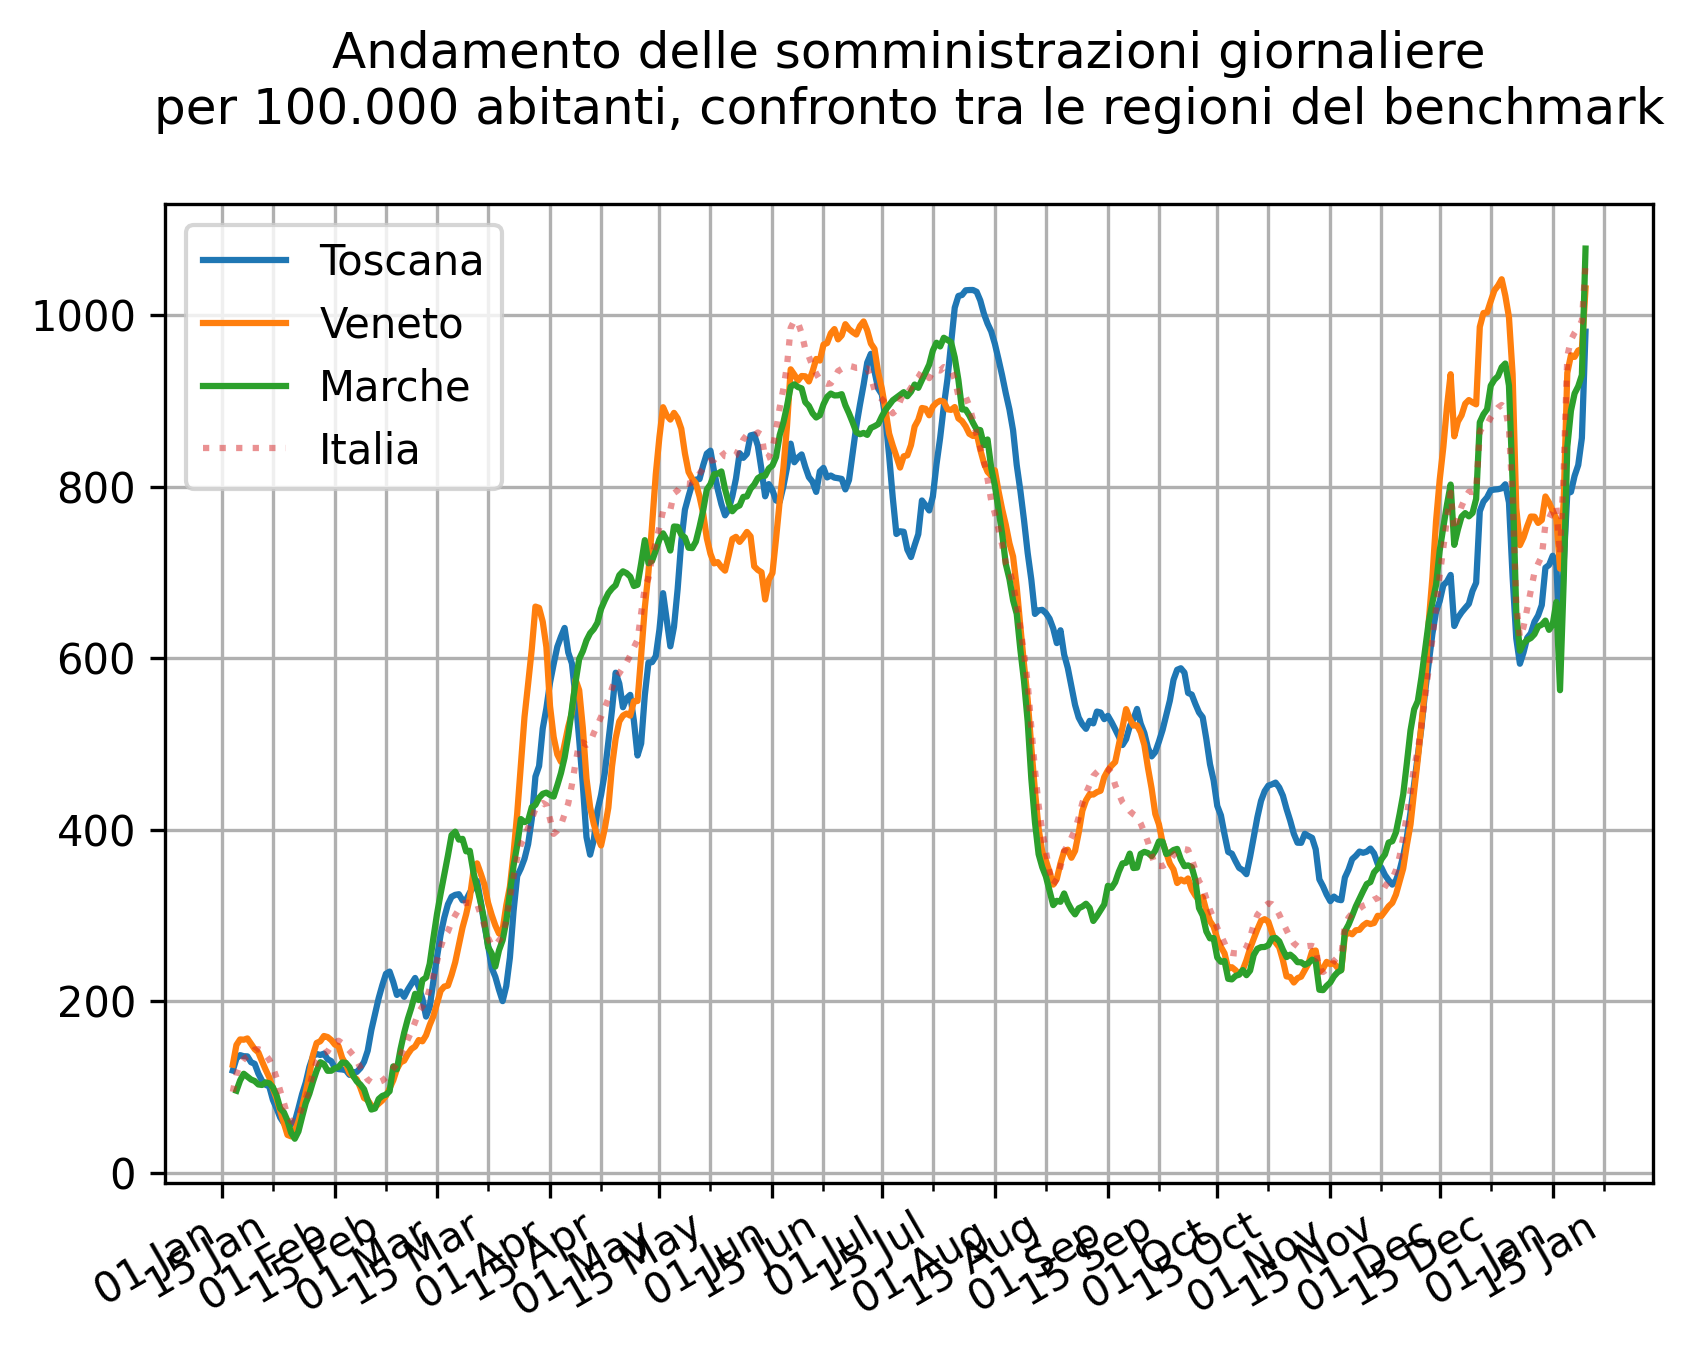 Andamento delle somministrazioni giornaliere
per 100.000 abitanti, confronto tra le regioni del benchmark
Toscana
Veneto
Marche
Italia
1000
800
600
400
200
0
01 Jan
15 Jan
01 Feb
15 Feb
01 Mar
15 Mar
01 Apr
15 Apr
01 May
15 May
01 Jun
15 Jun
01 Jul
15 Jul
01 Aug
15 Aug
01 Sep
15 Sep
01 Oct
15 Oct
01 Nov
15 Nov
01 Dec
15 Dec
01 Jan
15 Jan